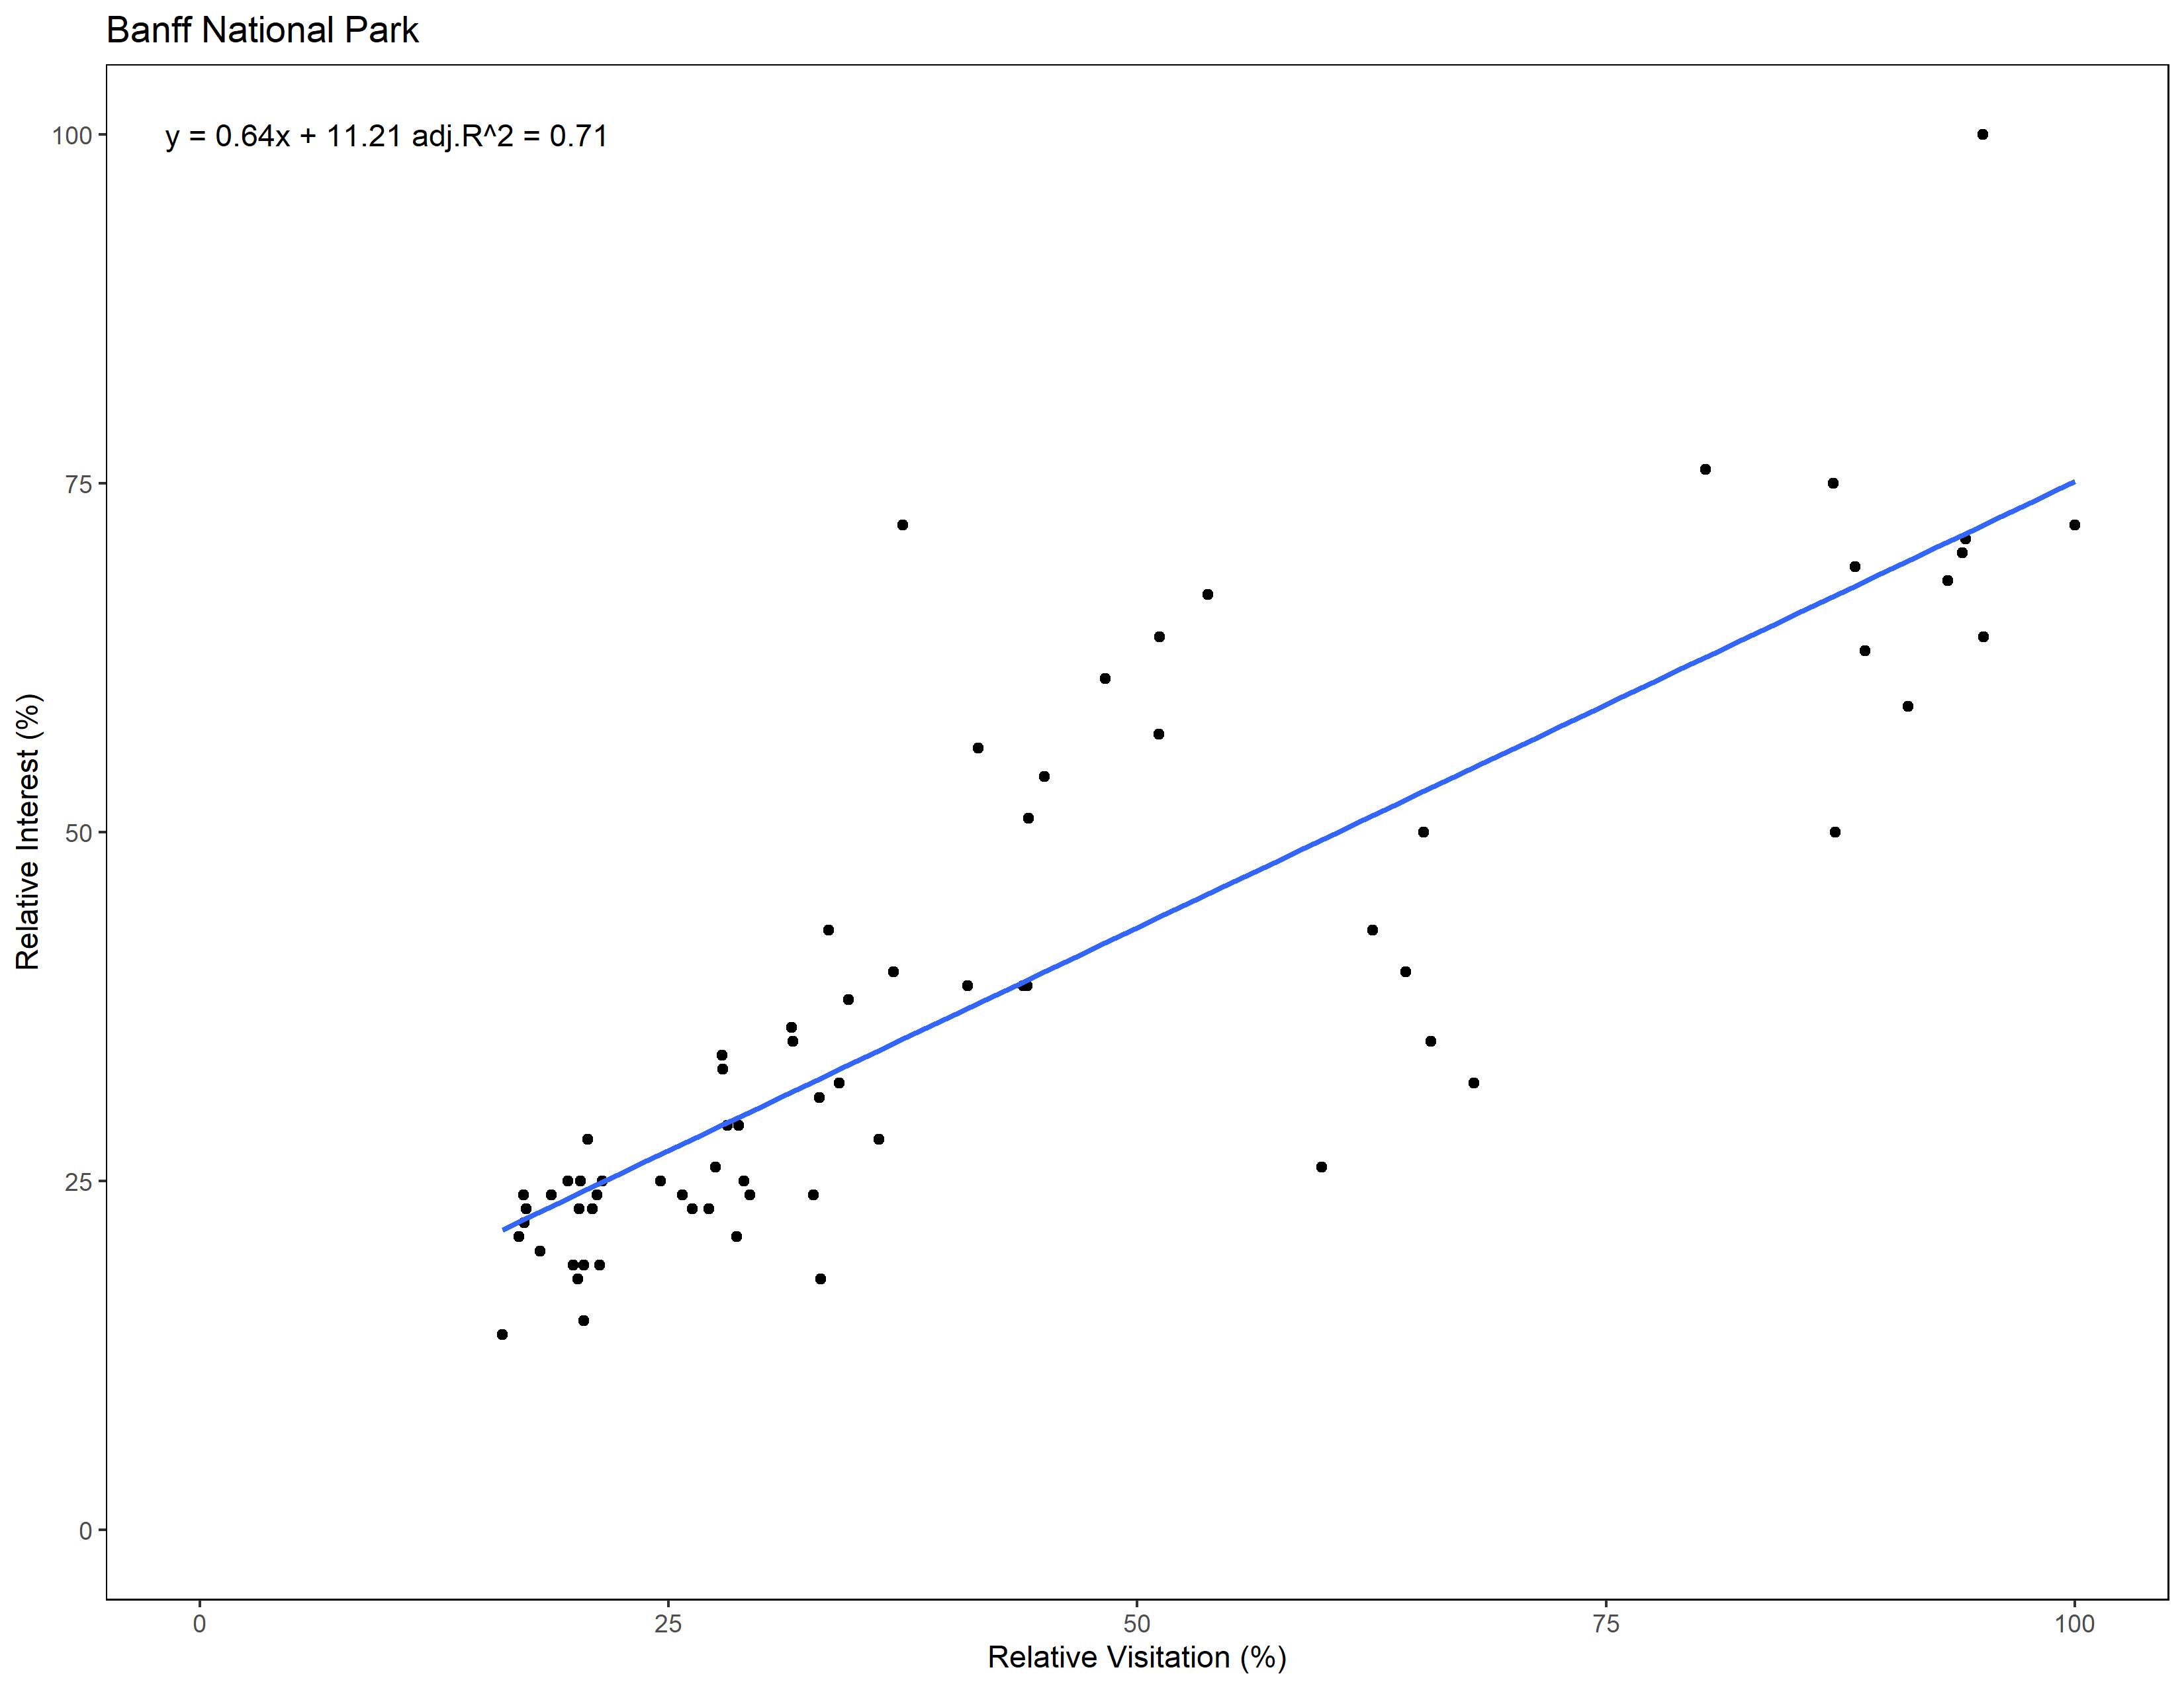 Banff National Park
y = 0.64x + 11.21 adj.R^2 = 0.71
100
75
50
25
0
Relative Interest (%)
0 25 50 75 100
Relative Visitation (%)